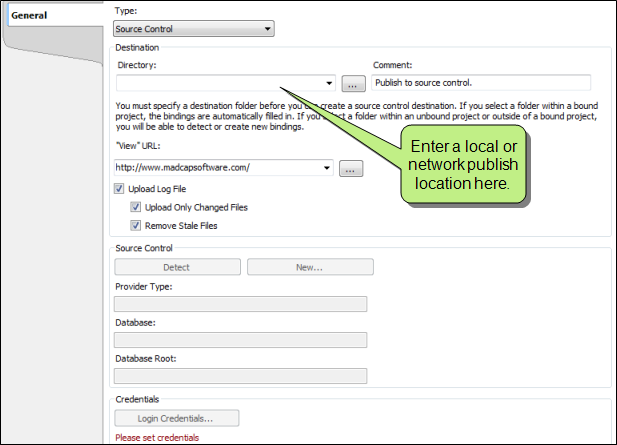 General
Type:
Source Control
Destination
Directory:
Comment:
...
Publish to source control.
You must specify a destination folder before you can create a source control destination. If you select a folder within a bound
project, the bindings are automatically filled in. If you select a folder within an unbound project or outside of a bound project,
you will be able to detect or create new bindings.
Enter a local or
network publish
location here.
"View" URL:
http://www.madcapsoftware.com/
...
Upload Log File
Upload Only Changed Files
Remove Stale Files
Source Control
Detect
New...
Provider Type:
Database:
Database Root:
Credentials
Login Credentials...
Please set credentials